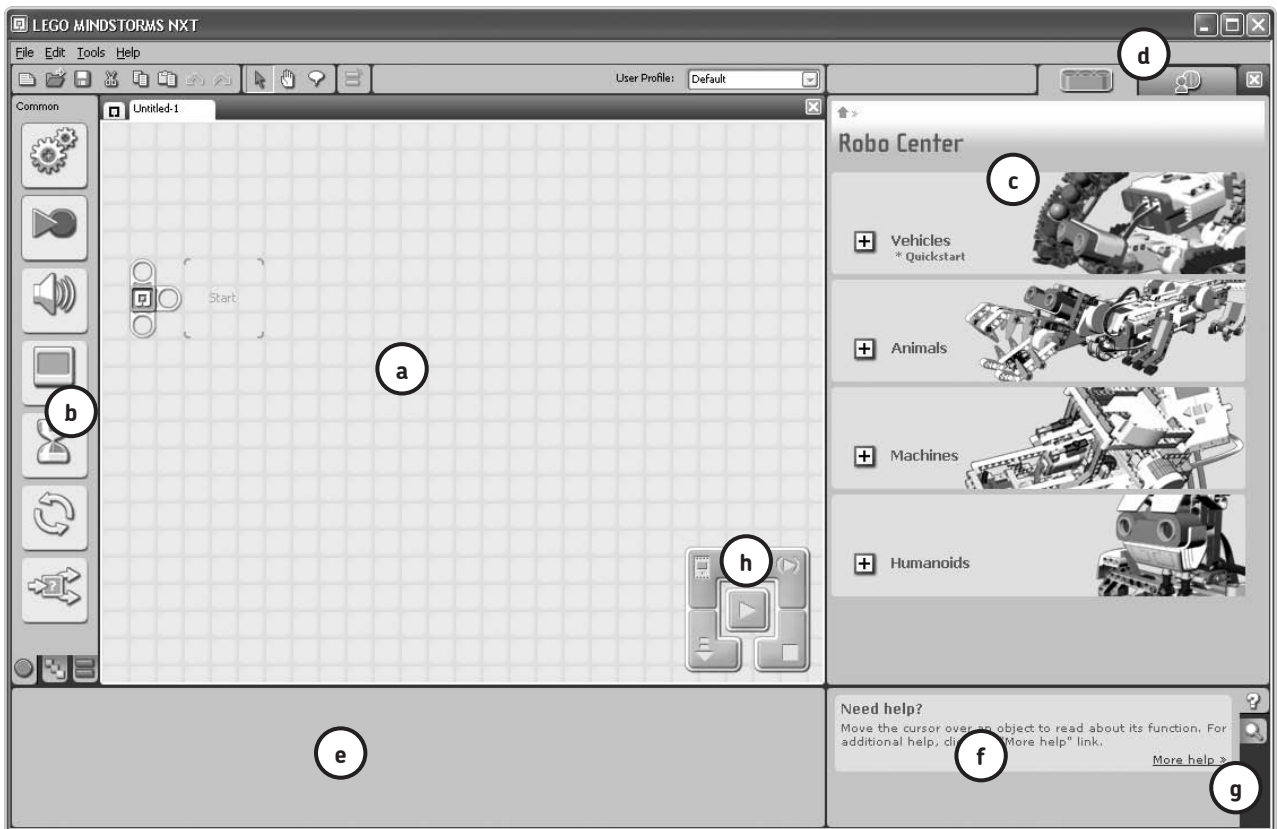 LEGO MINDSTORMS NXT
File Edit Tools Help
d
User Profile: Default
Common
Untitled-1
Robo Center
c
Vehicles
* Quickstart
Start
Animals
a
b
Machines
h
Humanoids
Need help?
Move the cursor over an object to read about its function. For
additional help, cli "More help" link.
More help »
e
f
g